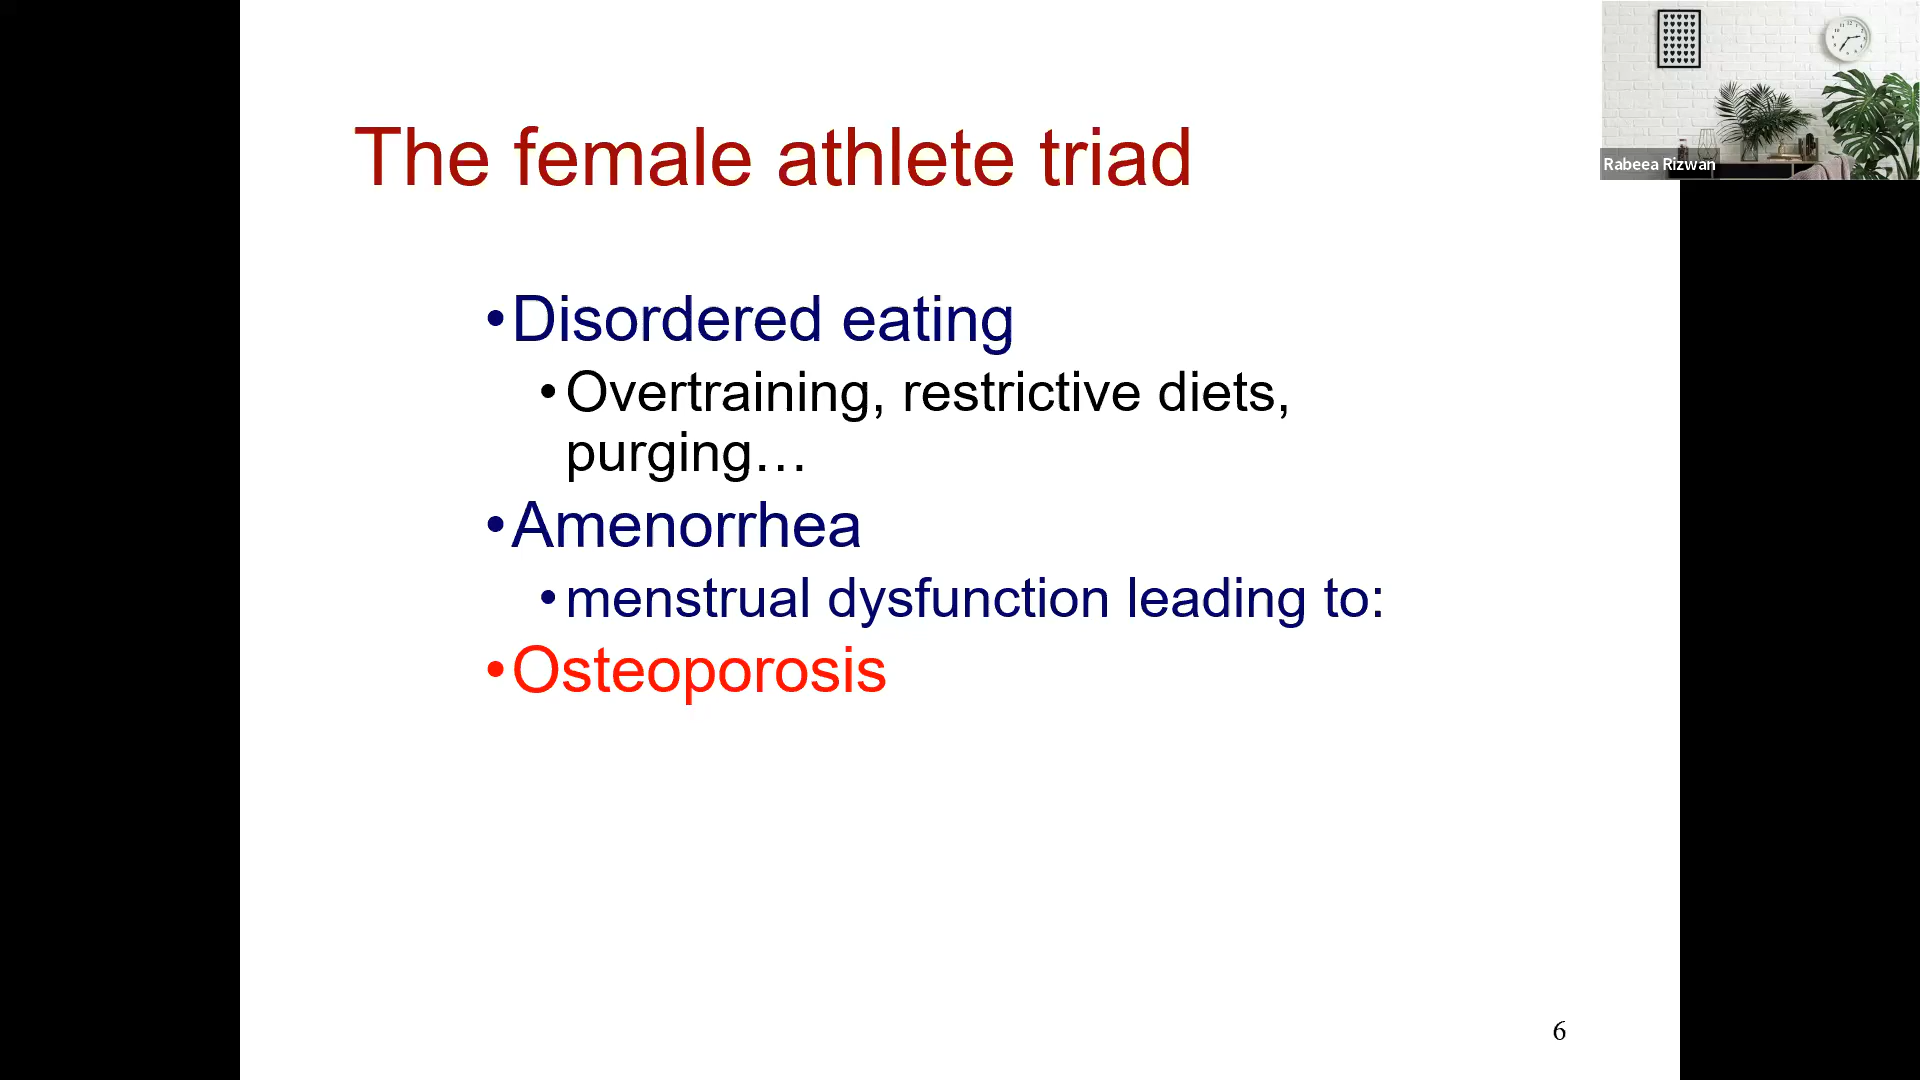 The female athlete triad
Rabeea Rizwan
•Disordered eating
•Overtraining, restrictive diets,
purging…
•Amenorrhea
•menstrual dysfunction leading to:
•Osteoporosis
6